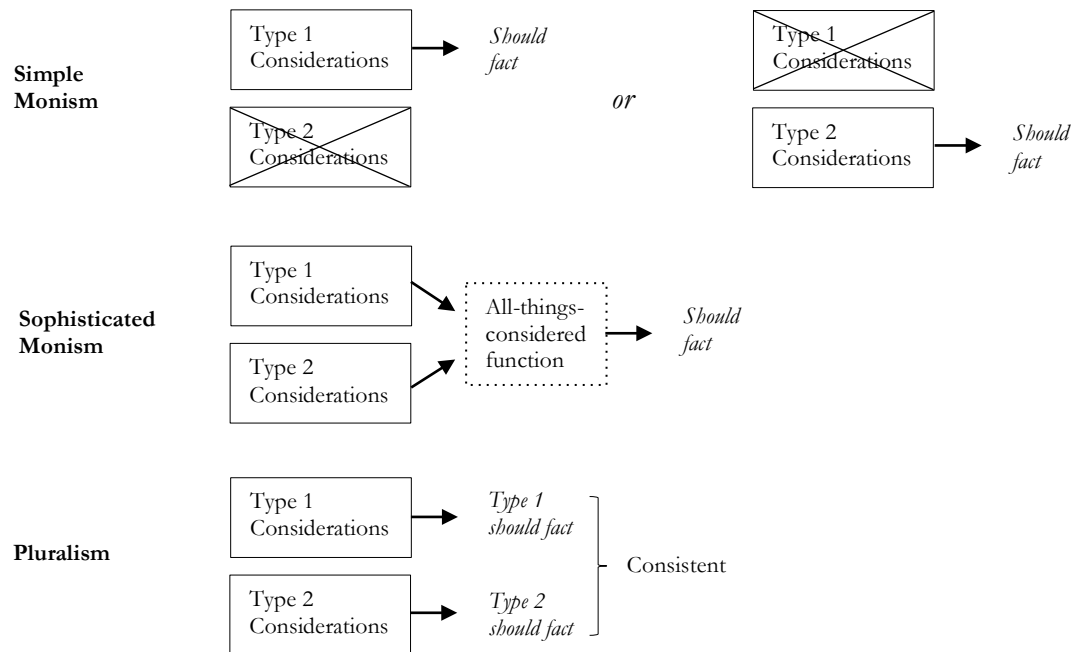 Simple
Monism
Type 1
Considerations
Should
fact
Type 2
Considerations
or
Type 1
Considerations
Type 2
Considerations
Should
fact
Sophisticated
Monism
Type 1
Considerations
Type 2
Considerations
All-things-
considered
function
Should
fact
Pluralism
Type 1
Considerations
Type 1
should fact
Type 2
Considerations
Type 2
should fact
Consistent